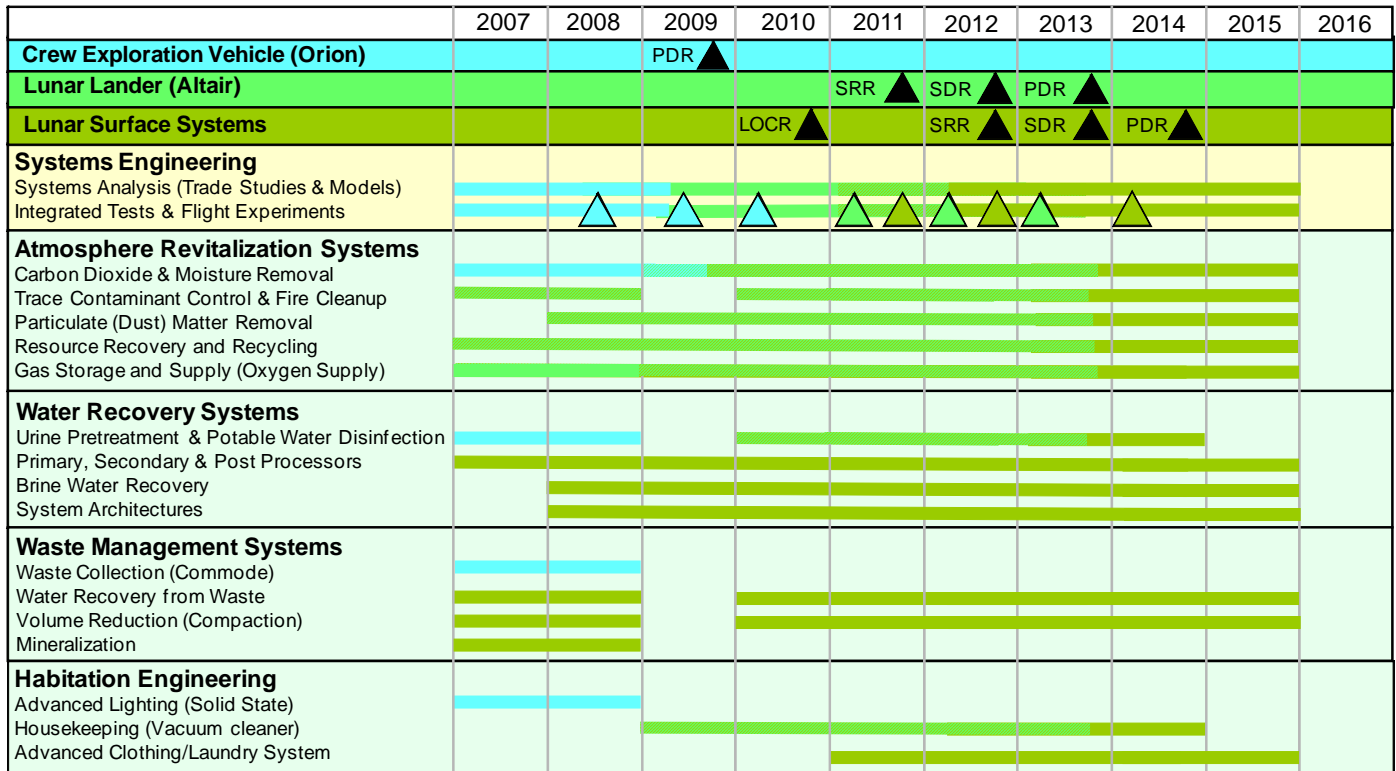 2007 2008 2009 2010 2011 2012 2013 2014 2015 2016
Crew Exploration Vehicle (Orion) PDR
Lunar Lander (Altair) SRR SDR PDR
Lunar Surface Systems LOCR SRR SDR PDR
Systems Engineering
Systems Analysis (Trade Studies & Models)
Integrated Tests & Flight Experiments
Atmosphere Revitalization Systems
Carbon Dioxide & Moisture Removal
Trace Contaminant Control & Fire Cleanup
Particulate (Dust) Matter Removal
Resource Recovery and Recycling
Gas Storage and Supply (Oxygen Supply)
Water Recovery Systems
Urine Pretreatment & Potable Water Disinfection
Primary, Secondary & Post Processors
Brine Water Recovery
System Architectures
Waste Management Systems
Waste Collection (Commode)
Water Recovery from Waste
Volume Reduction (Compaction)
Mineralization
Habitation Engineering
Advanced Lighting (Solid State)
Housekeeping (Vacuum cleaner)
Advanced Clothing/Laundry System